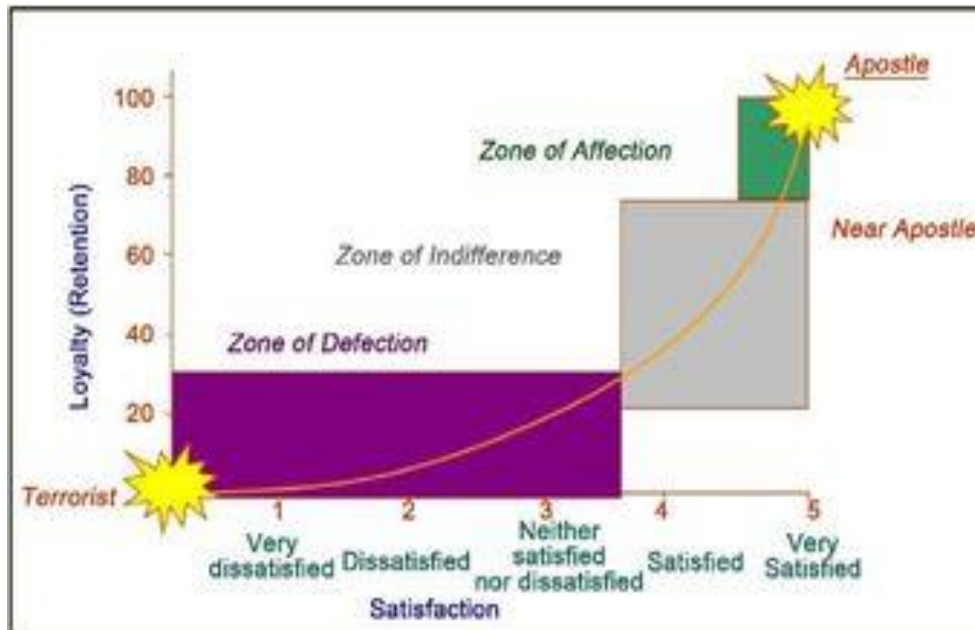 Apostle
100
Zone of Affection
80
Near Apostle
Zone of Indifference
60
Loyalty (Retention)
40
Zone of Defection
20
Terrorist
1 2 3 4 5
Very dissatisfied
Dissatisfied
Neither satisfied nor dissatisfied
Satisfied
Very Satisfied
Satisfaction